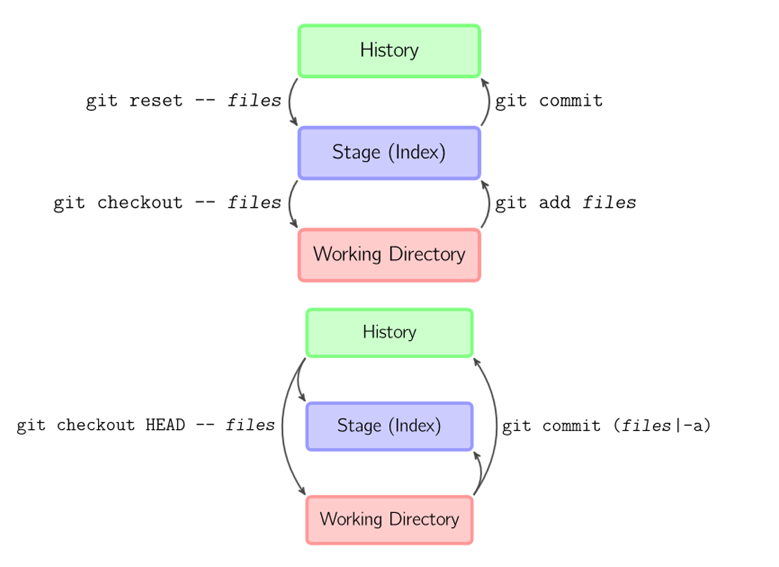 History
git reset -- files
git commit
Stage (Index)
git checkout -- files
git add files
Working Directory
History
git checkout HEAD -- files
Stage (Index)
git commit (files|-a)
Working Directory